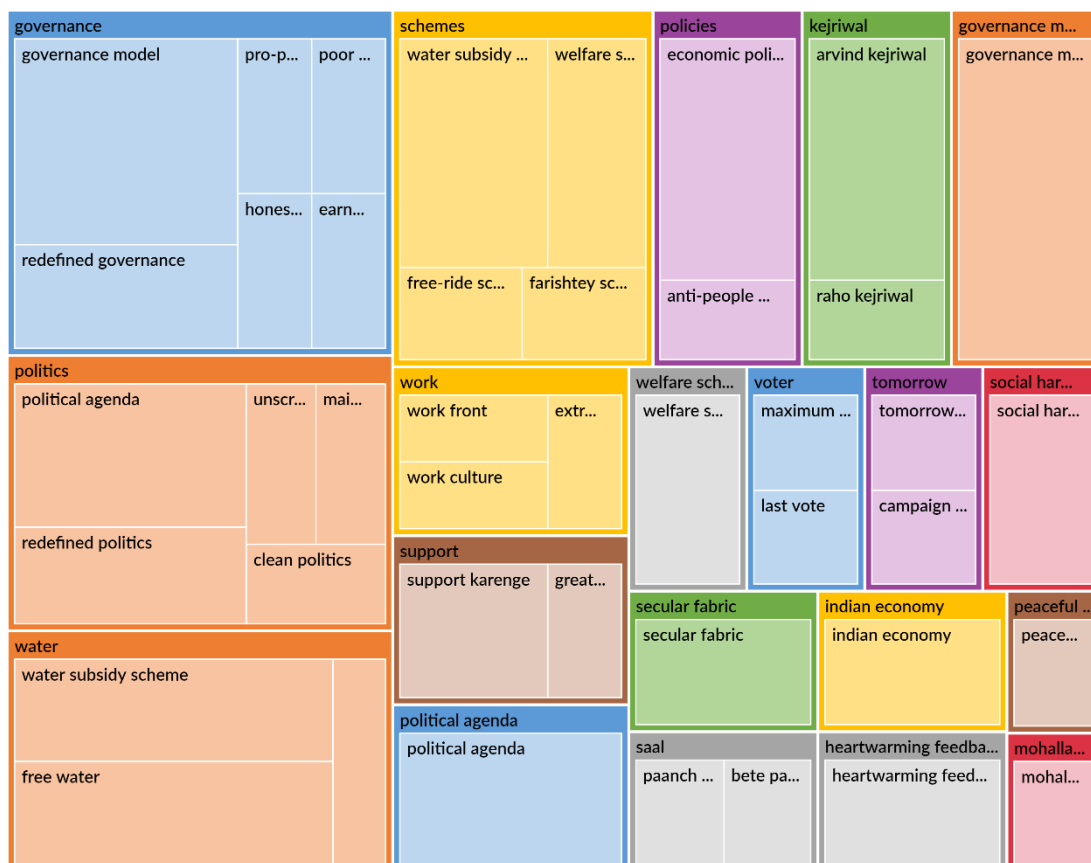 governance
governance model
pro-p...
poor ...
hones...
earn...
redefined governance
schemes
water subsidy ...
welfare s...
free-ride sc...
farishtey sc...
policies
economic poli...
anti-people ...
kejriwal
arvind kejriwal
raho kejriwal
governance m...
governance m...
politics
political agenda
unscr...
mai...
redefined politics
clean politics
work
work front
extr...
work culture
welfare sch...
welfare s...
voter
maximum ...
last vote
tomorrow
tomorrow...
campaign ...
social har...
social har...
support
support karenge
great...
secular fabric
secular fabric
indian economy
indian economy
peaceful ...
peace...
water
water subsidy scheme
free water
political agenda
political agenda
saal
paanch ...
bete pa...
heartwarming feedba...
heartwarming feed...
mohalla...
mohal...